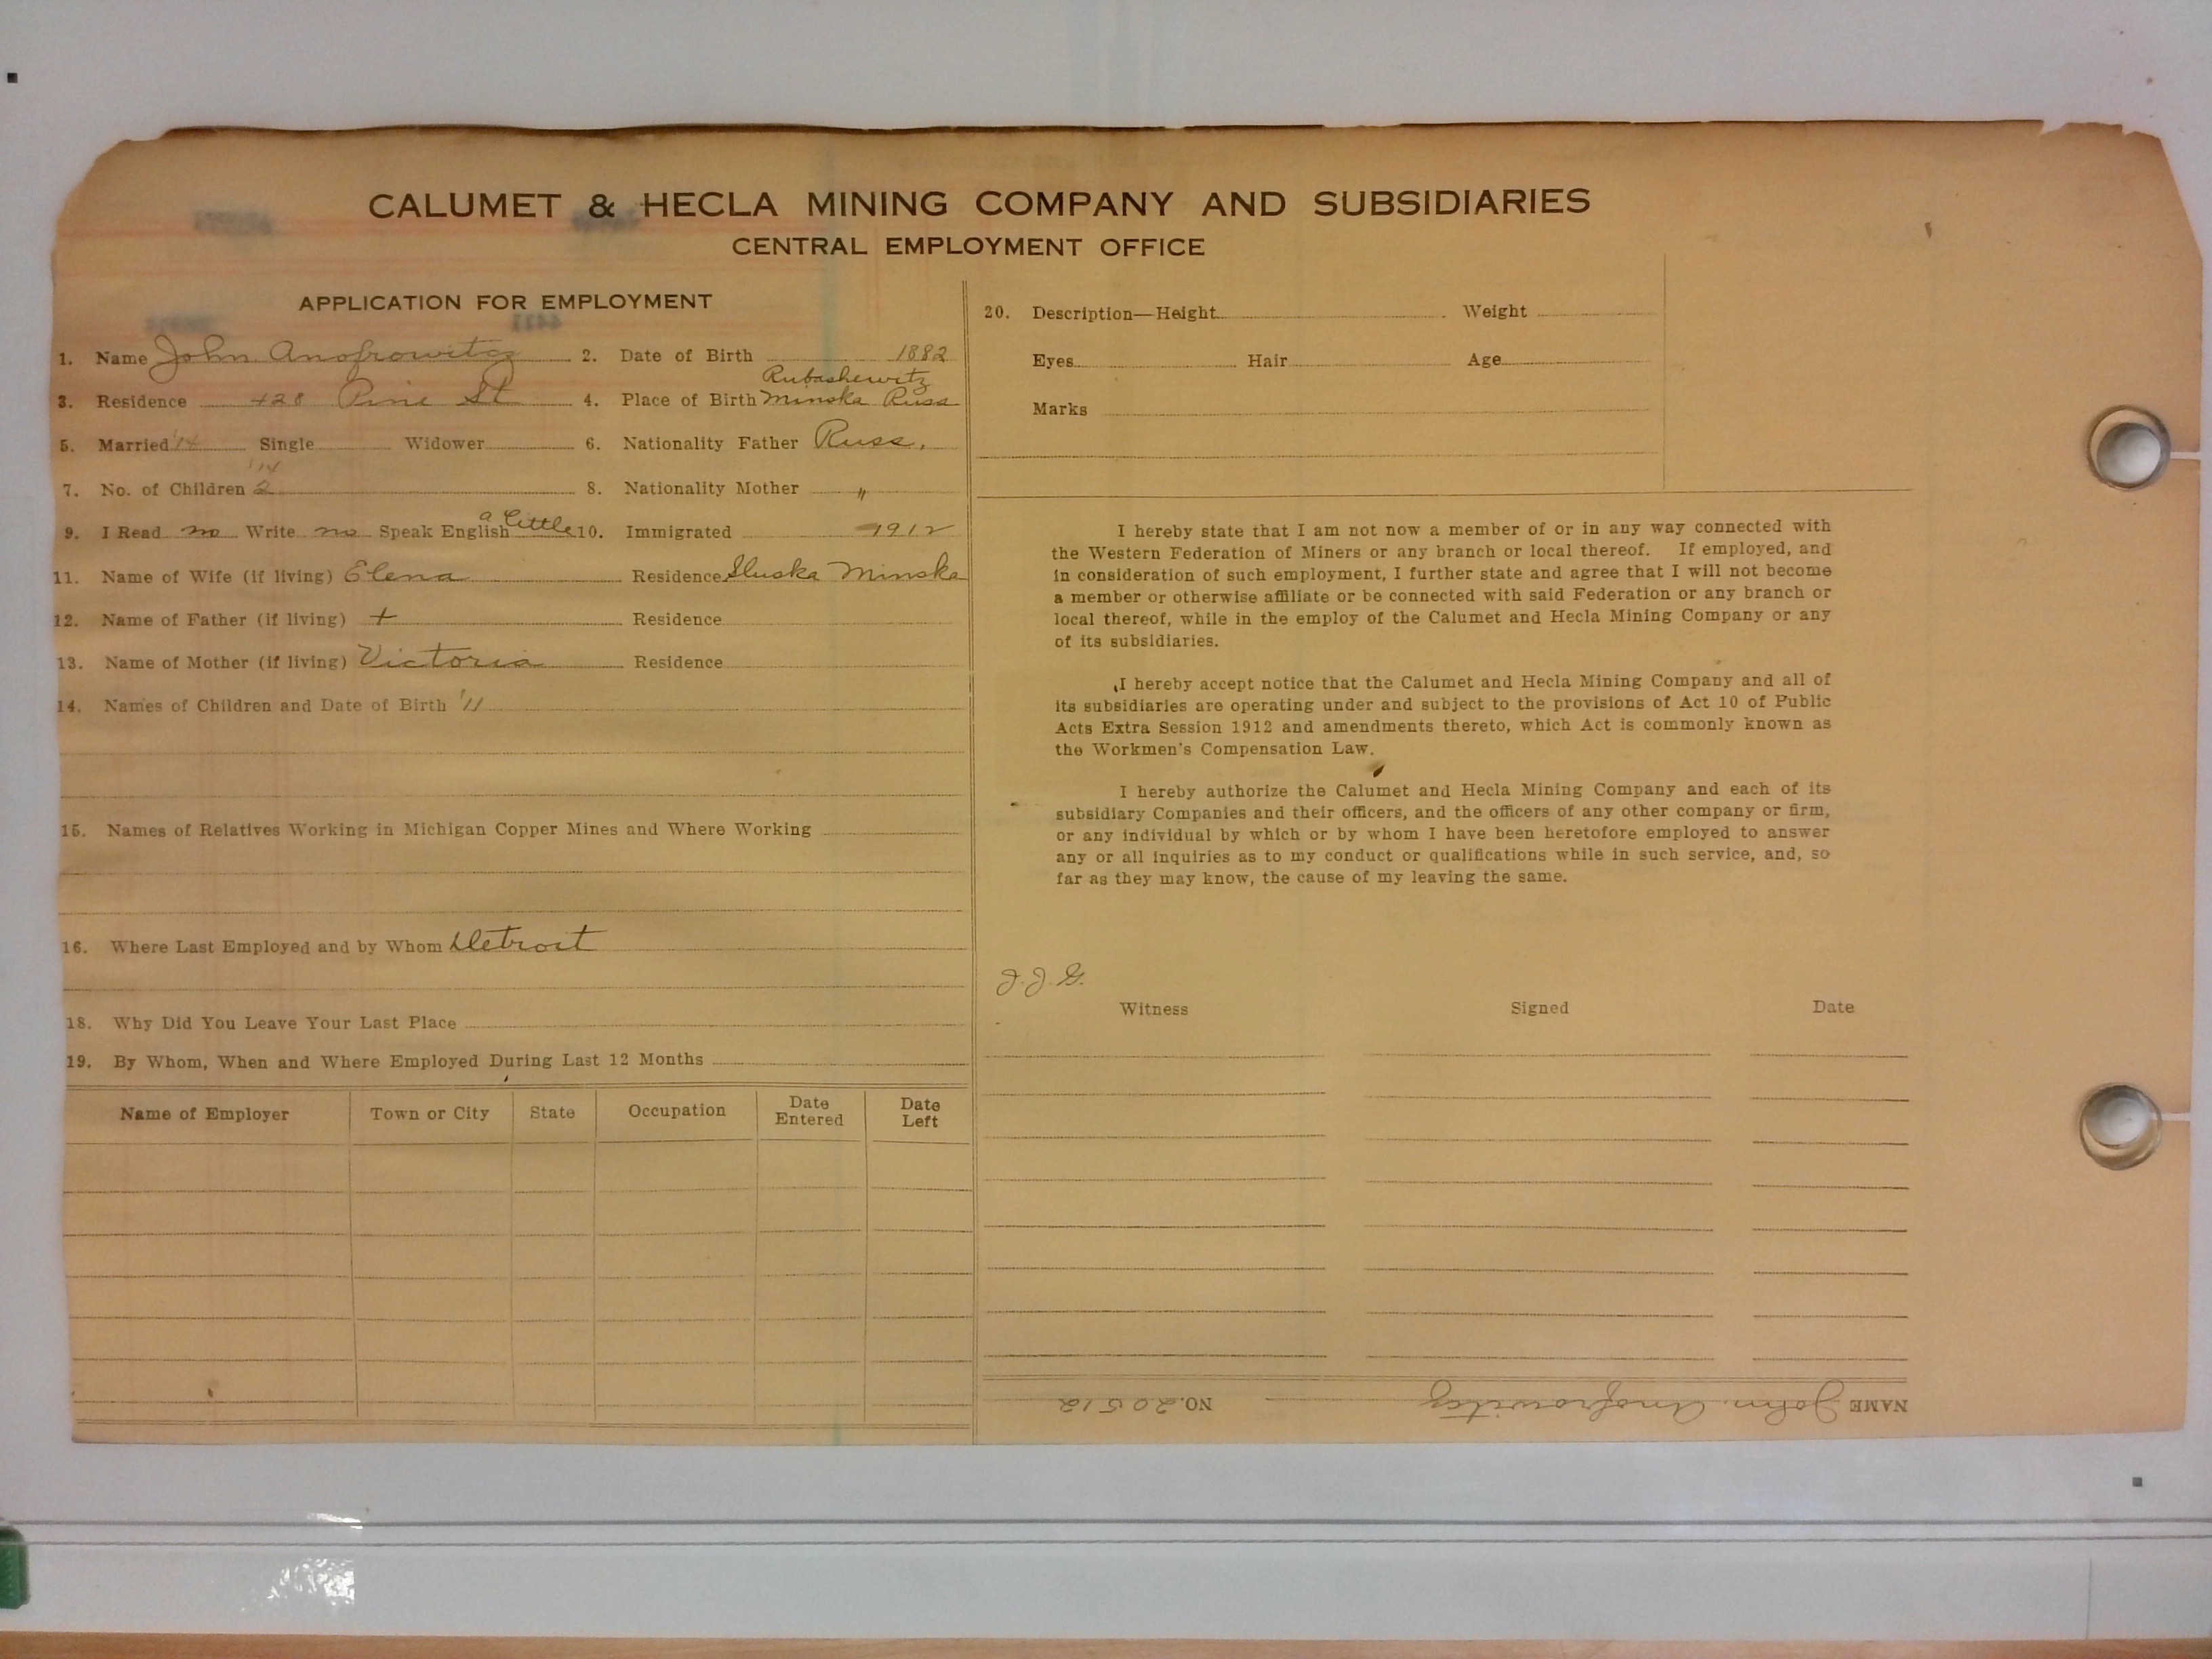 CALUMET & HECLA MINING COMPANY AND SUBSIDIARIES
CENTRAL EMPLOYMENT OFFICE
APPLICATION FOR EMPLOYMENT
1. Name John Anofrowitcz 2. Date of Birth 1882
Rubashewitz
3. Residence 428 Pine St 4. Place of Birth Minska Russ
5. Married '14 Single Widower 6. Nationality Father Russ.
'14
7. No. of Children 2 8. Nationality Mother "
9. I Read no Write no Speak English a little 10. Immigrated 1912
11. Name of Wife (if living) Elena Residence Sluska Minska
12. Name of Father (if living) + Residence
13. Name of Mother (if living) Victoria Residence
14. Names of Children and Date of Birth '11
15. Names of Relatives Working in Michigan Copper Mines and Where Working
16. Where Last Employed and by Whom Detroit
18. Why Did You Leave Your Last Place
19. By Whom, When and Where Employed During Last 12 Months
Name of Employer Town or City State Occupation Date Entered Date Left
20. Description—Height Weight
Eyes Hair Age
Marks
I hereby state that I am not now a member of or in any way connected with
the Western Federation of Miners or any branch or local thereof. If employed, and
in consideration of such employment, I further state and agree that I will not become
a member or otherwise affiliate or be connected with said Federation or any branch or
local thereof, while in the employ of the Calumet and Hecla Mining Company or any
of its subsidiaries.
I hereby accept notice that the Calumet and Hecla Mining Company and all of
its subsidiaries are operating under and subject to the provisions of Act 10 of Public
Acts Extra Session 1912 and amendments thereto, which Act is commonly known as
the Workmen's Compensation Law.
I hereby authorize the Calumet and Hecla Mining Company and each of its
subsidiary Companies and their officers, and the officers of any other company or firm,
or any individual by which or by whom I have been heretofore employed to answer
any or all inquiries as to my conduct or qualifications while in such service, and, so
far as they may know, the cause of my leaving the same.
J.J.G.
Witness Signed Date
NAME John Anofrowitcz NO. 20512